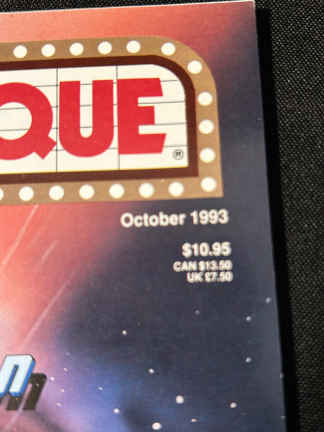 QUE
®
October 1993
$10.95
CAN $13.50
UK £7.50
n